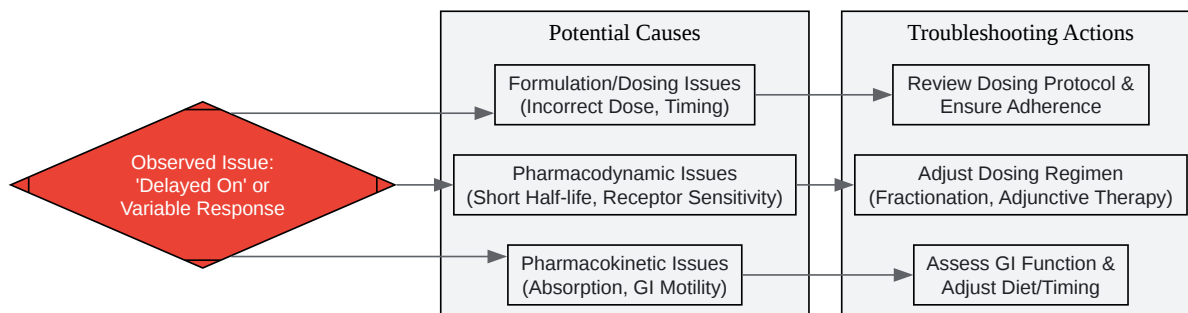 Potential Causes
Troubleshooting Actions
Observed Issue:
'Delayed On' or
Variable Response
Formulation/Dosing Issues
(Incorrect Dose, Timing)
Review Dosing Protocol &
Ensure Adherence
Pharmacodynamic Issues
(Short Half-life, Receptor Sensitivity)
Adjust Dosing Regimen
(Fractionation, Adjunctive Therapy)
Pharmacokinetic Issues
(Absorption, GI Motility)
Assess GI Function &
Adjust Diet/Timing